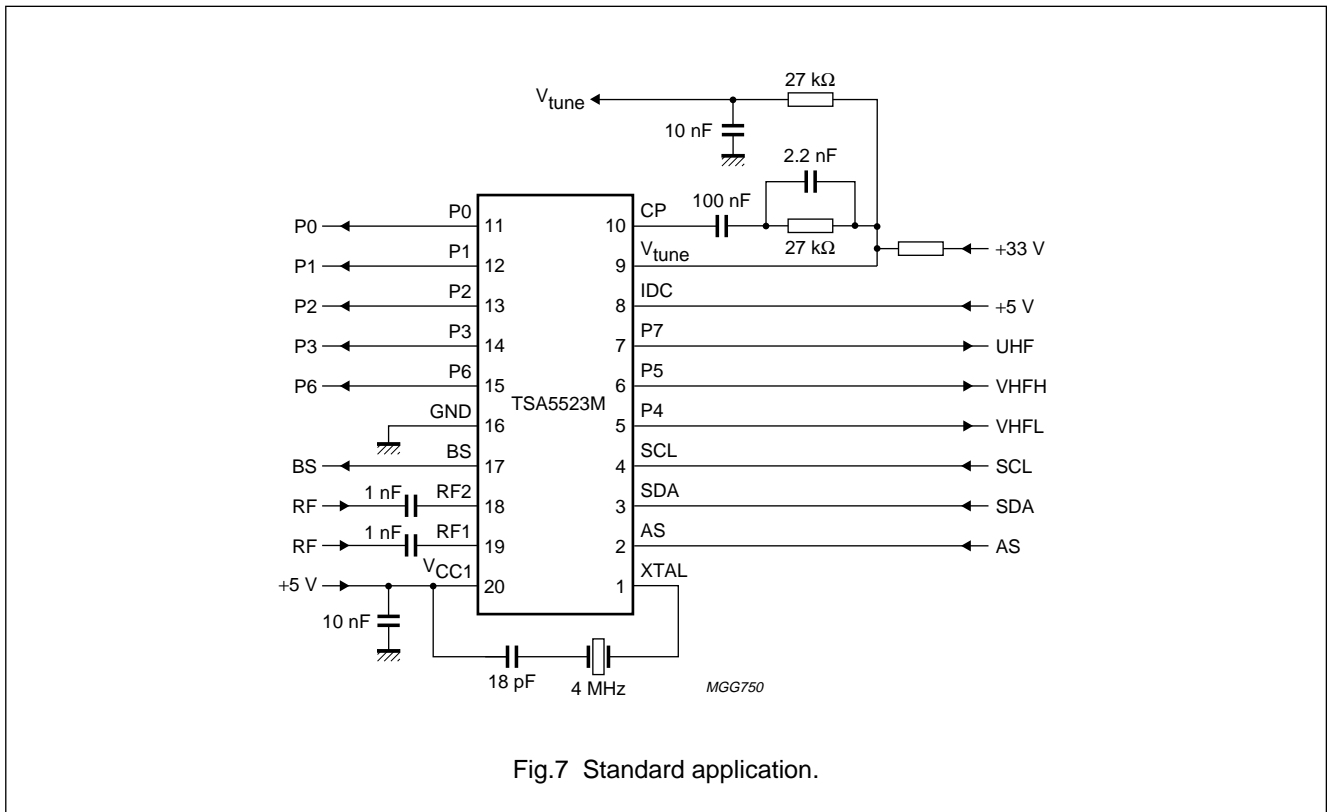 27 kΩ
Vtune
10 nF
2.2 nF
100 nF
P0 P0 11 10 CP 27 kΩ +33 V
P1 P1 12 9 Vtune
P2 P2 13 8 IDC +5 V
P3 P3 14 7 P7 UHF
P6 P6 15 6 P5 VHFH
TSA5523M
GND 16 5 P4 VHFL
BS BS 17 4 SCL SCL
RF 1 nF RF2 18 3 SDA SDA
RF 1 nF RF1 19 2 AS AS
+5 V VCC1 20 1 XTAL
10 nF
18 pF 4 MHz MGG750
Fig.7 Standard application.